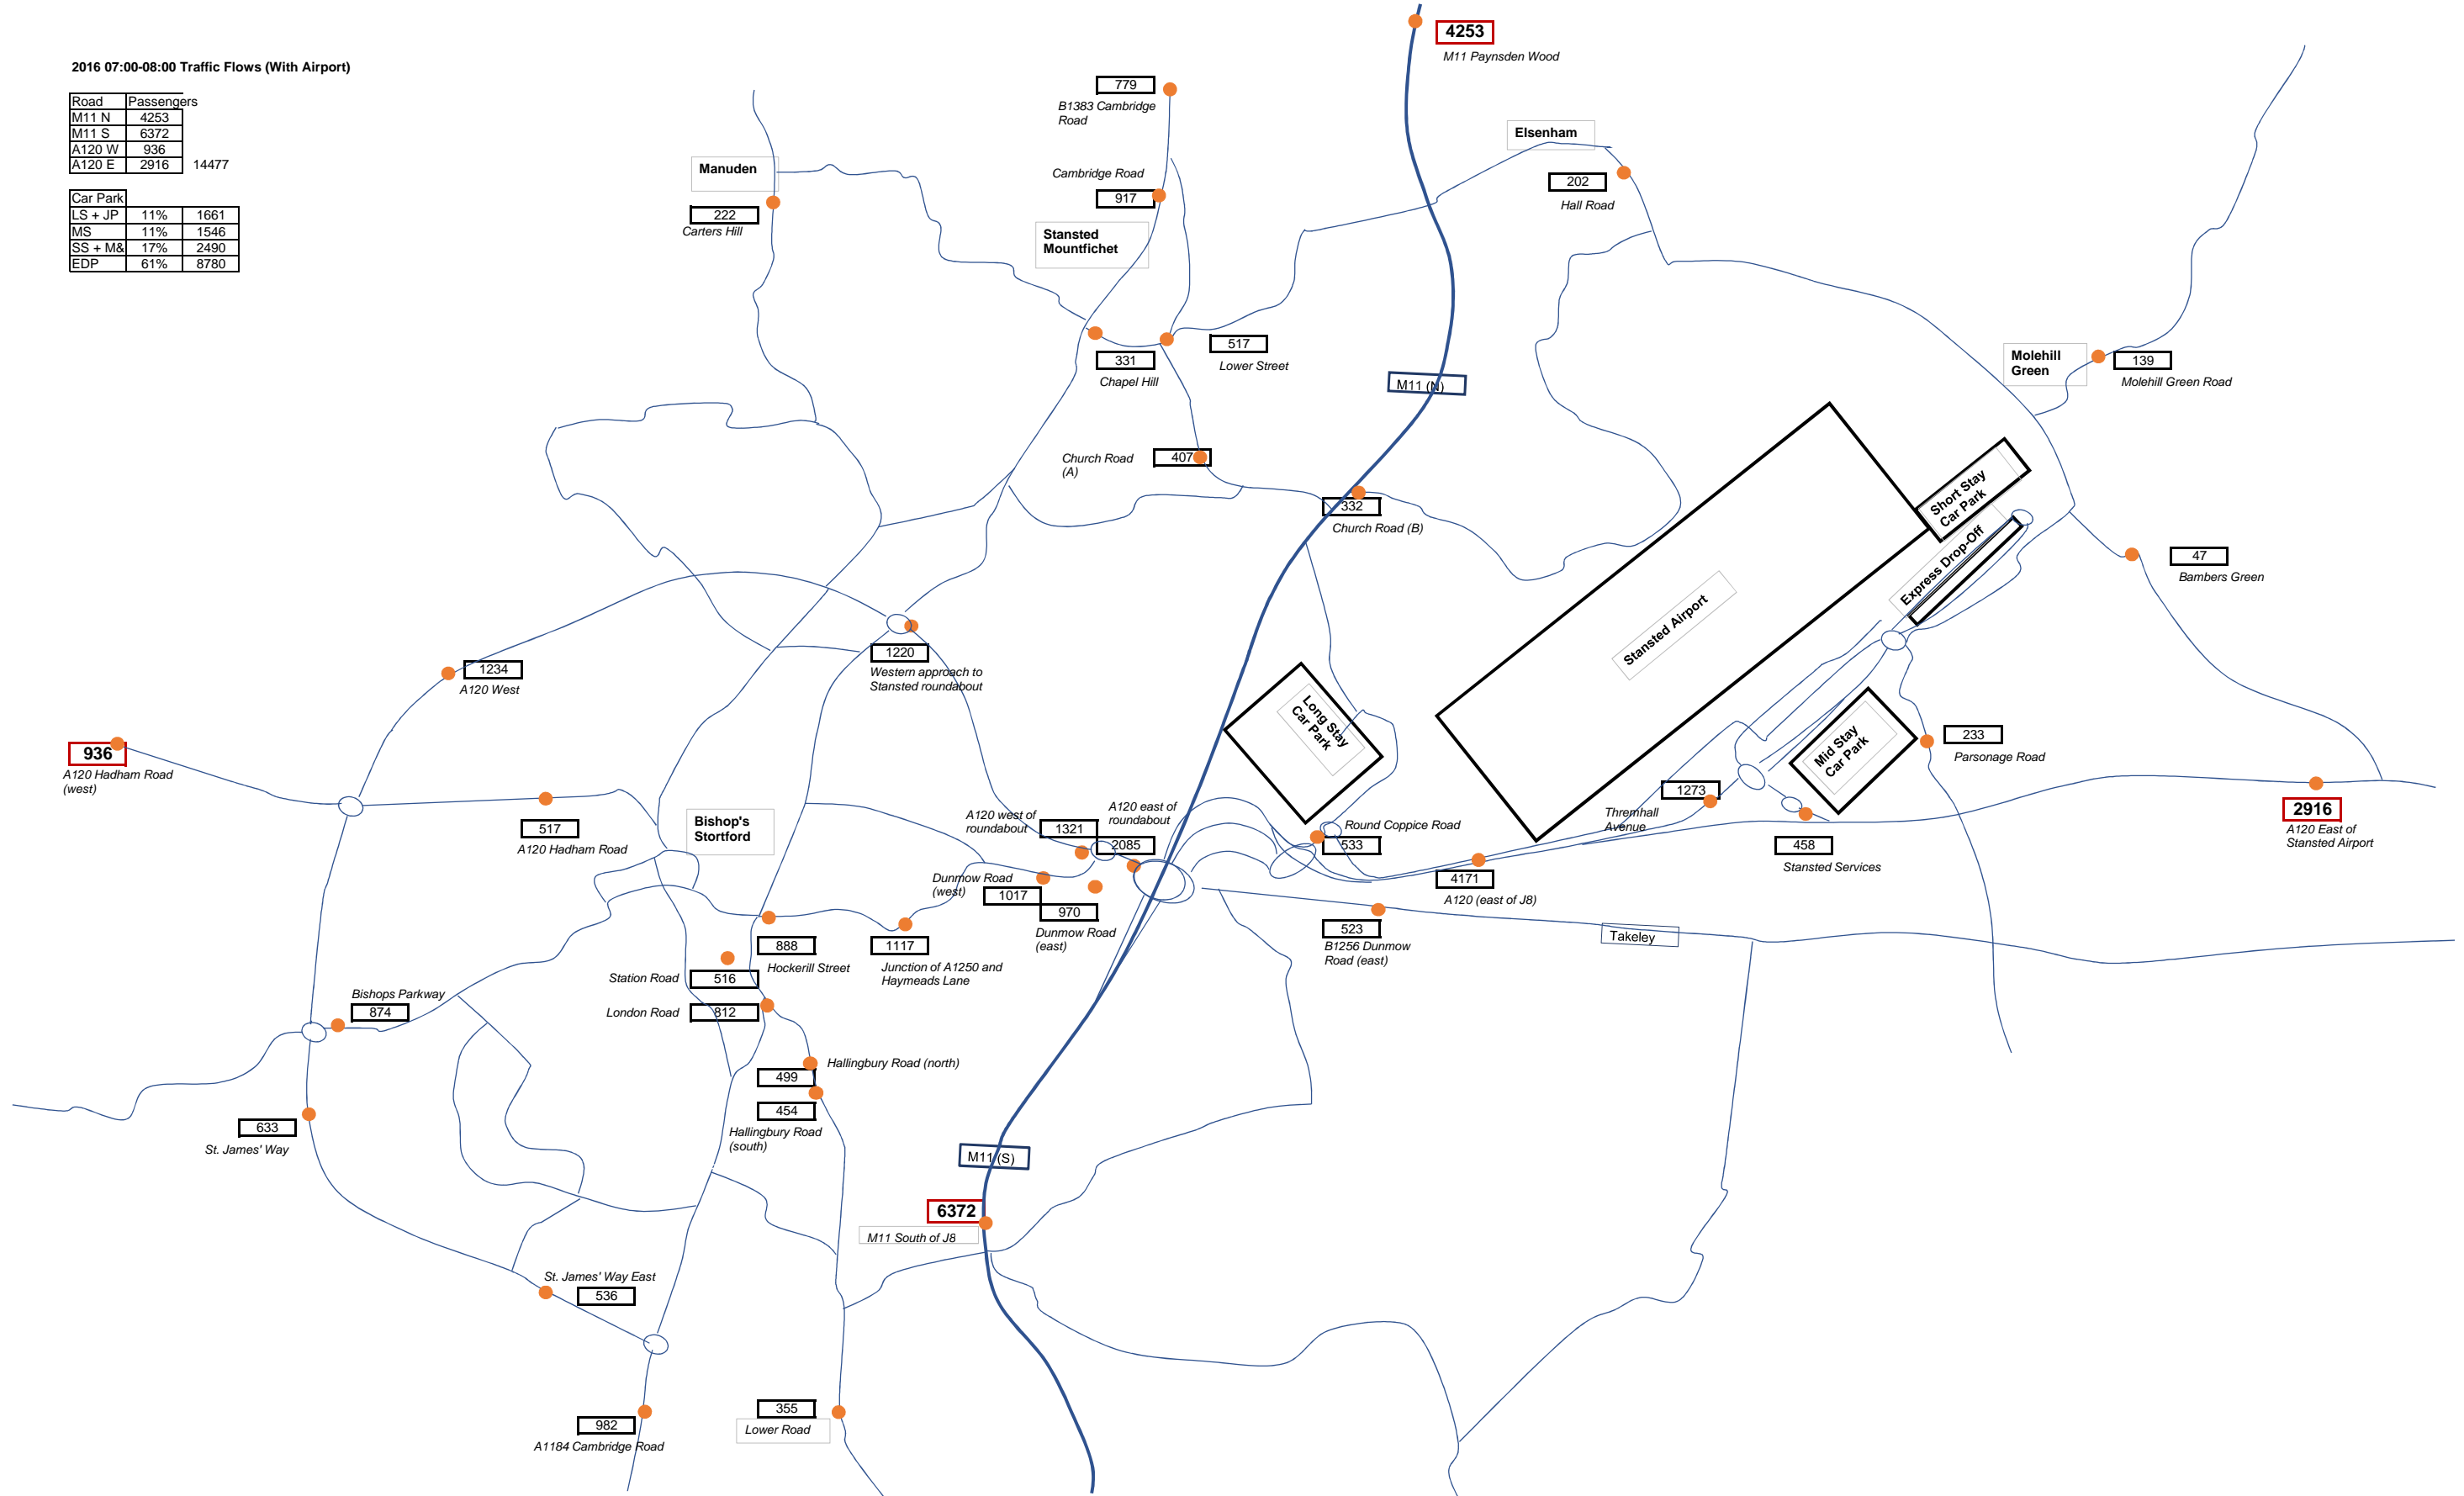 2016 07:00-08:00 Traffic Flows (With Airport)
Road Passengers
M11 N 4253
M11 S 6372
A120 W 936
A120 E 2916 14477
Car Park
LS + JP 11% 1661
MS 11% 1546
SS + M& 17% 2490
EDP 61% 8780
4253
M11 Paynsden Wood
779
B1383 Cambridge
Road
Elsenham
Manuden
Cambridge Road
917
202
Hall Road
222
Carters Hill
Stansted
Mountfichet
331
Chapel Hill
517
Lower Street
M11 (N)
Molehill
Green
139
Molehill Green Road
Church Road
(A)
407
332
Church Road (B)
Short Stay
Car Park
Express Drop-Off
47
Bambers Green
Stansted Airport
1220
Western approach to
Stansted roundabout
1234
A120 West
Long Stay
Car Park
Mid Stay
Car Park
233
Parsonage Road
936
A120 Hadham Road
(west)
1273
Thremhall
Avenue
2916
A120 East of
Stansted Airport
517
A120 Hadham Road
Bishop's
Stortford
A120 west of
roundabout
1321
A120 east of
roundabout
2085
Round Coppice Road
533
458
Stansted Services
Dunmow Road
(west)
1017
970
Dunmow Road
(east)
4171
A120 (east of J8)
523
B1256 Dunmow
Road (east)
Takeley
888
Hockerill Street
1117
Junction of A1250 and
Haymeads Lane
Station Road
516
London Road
812
Bishops Parkway
874
Hallingbury Road (north)
499
454
Hallingbury Road
(south)
633
St. James' Way
M11 (S)
6372
M11 South of J8
St. James' Way East
536
355
Lower Road
982
A1184 Cambridge Road